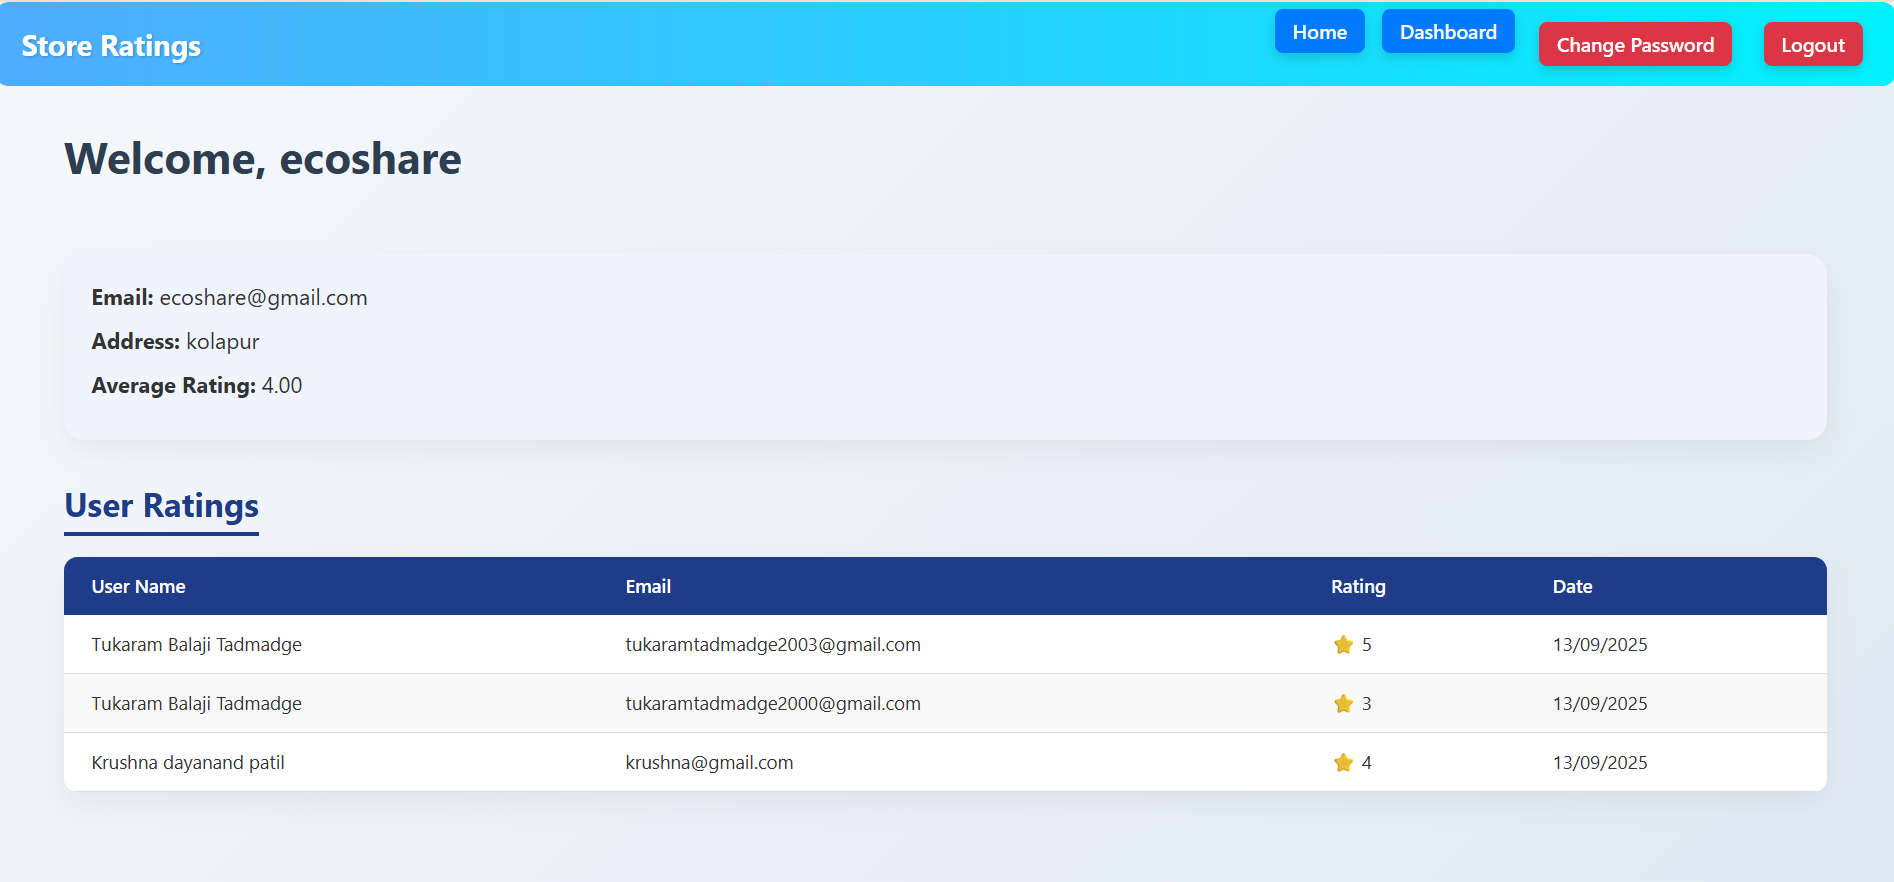 Store Ratings Home Dashboard Change Password Logout
Welcome, ecoshare
Email: ecoshare@gmail.com
Address: kolapur
Average Rating: 4.00
User Ratings
User Name Email Rating Date
Tukaram Balaji Tadmadge tukaramtadmadge2003@gmail.com ⭐ 5 13/09/2025
Tukaram Balaji Tadmadge tukaramtadmadge2000@gmail.com ⭐ 3 13/09/2025
Krushna dayanand patil krushna@gmail.com ⭐ 4 13/09/2025